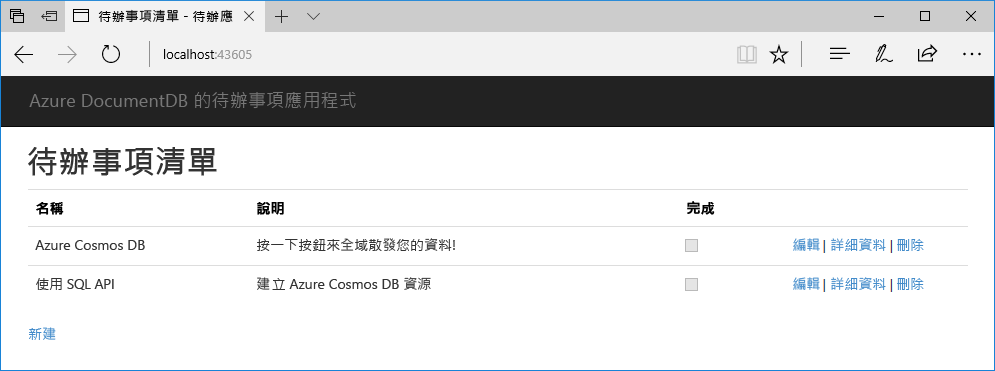 待辦事項清單 - 待辦應
localhost:43605
Azure DocumentDB 的待辦事項應用程式
待辦事項清單
名稱 說明 完成
Azure Cosmos DB 按一下按鈕來全域散發您的資料! 編輯 | 詳細資料 | 刪除
使用 SQL API 建立 Azure Cosmos DB 資源 編輯 | 詳細資料 | 刪除
新建